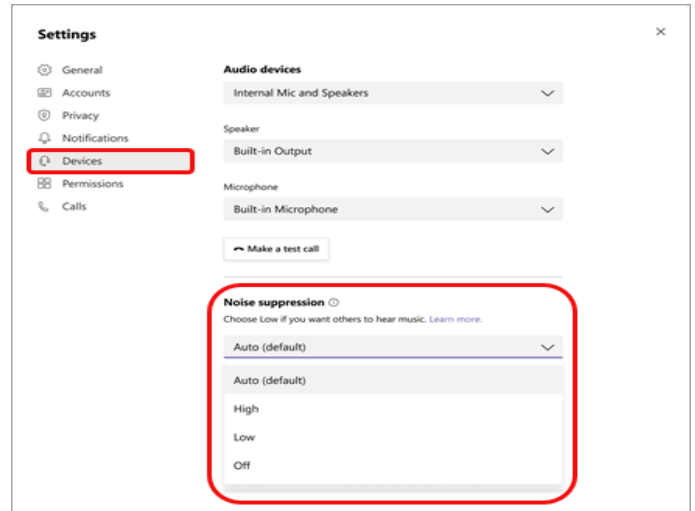 Settings
General
Accounts
Privacy
Notifications
Devices
Permissions
Calls
Audio devices
Internal Mic and Speakers
Speaker
Built-in Output
Microphone
Built-in Microphone
Make a test call
Noise suppression
Choose Low if you want others to hear music. Learn more.
Auto (default)
Auto (default)
High
Low
Off